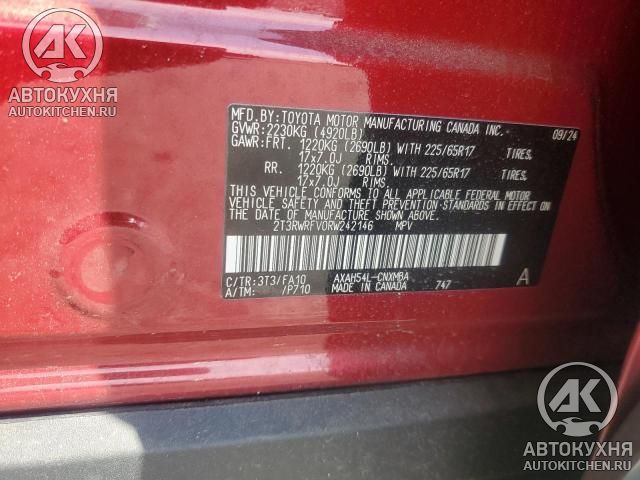 AK
АВТОКУХНЯ
AUTOKITCHEN.RU
MFD.BY:TOYOTA MOTOR MANUFACTURING CANADA INC. 09/24
GVWR:2230KG (4920LB)
GAWR:FRT. 1220KG (2690LB) WITH 225/65R17 TIRES,
17x7.0J RIMS,
RR. 1220KG (2690LB) WITH 225/65R17 TIRES,
17x7.0J RIMS,
THIS VEHICLE CONFORMS TO ALL APPLICABLE FEDERAL MOTOR
VEHICLE SAFETY AND THEFT PREVENTION STANDARDS IN EFFECT ON
THE DATE OF MANUFACTURE SHOWN ABOVE.
2T3RWRFV0RW242146 MPV
C/TR:3T3/FA10 AXAH54L-CNXMBA A
A/TM: /P710 MADE IN CANADA 747
AK
АВТОКУХНЯ
AUTOKITCHEN.RU